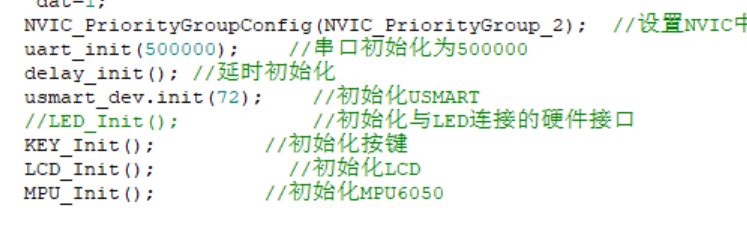 dat=1;
NVIC_PriorityGroupConfig(NVIC_PriorityGroup_2); //设置NVIC中
uart_init(500000); //串口初始化为500000
delay_init(); //延时初始化
usmart_dev.init(72); //初始化USMART
//LED_Init(); //初始化与LED连接的硬件接口
KEY_Init(); //初始化按键
LCD_Init(); //初始化LCD
MPU_Init(); //初始化MPU6050